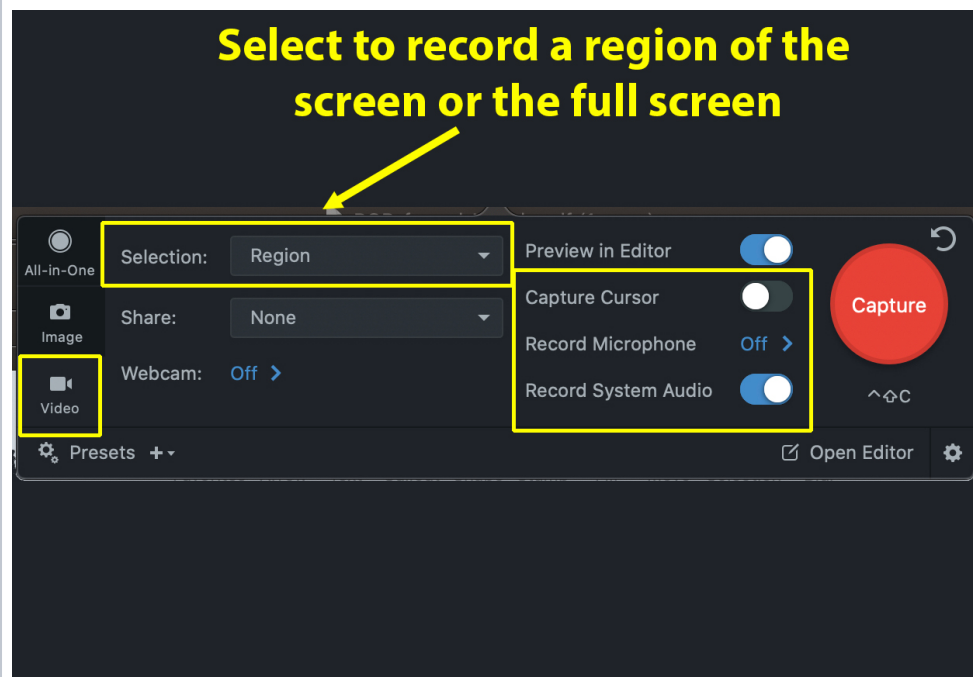 Select to record a region of the
screen or the full screen
All-in-One
Image
Video
Selection: Region
Share: None
Webcam: Off >
Preview in Editor
Capture Cursor
Record Microphone Off >
Record System Audio
Capture
^⇧C
Presets +
Open Editor